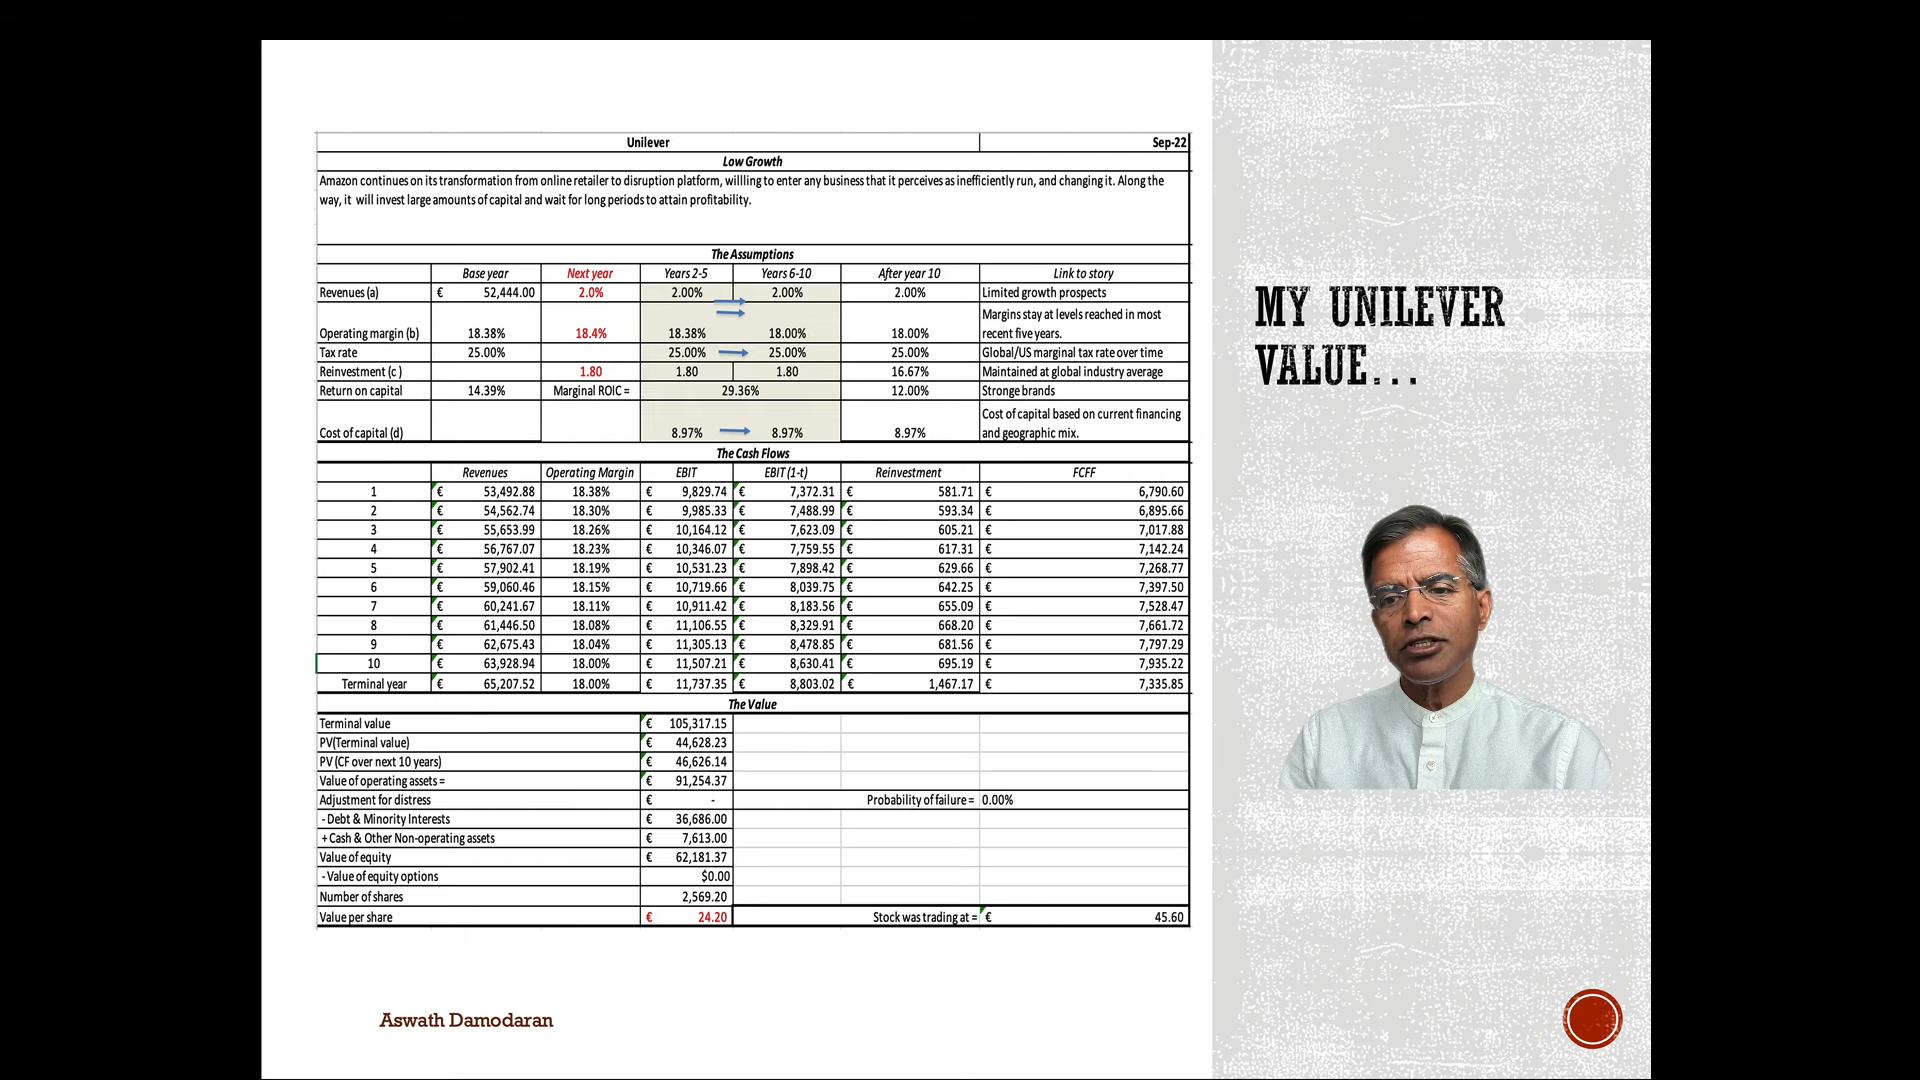 Unilever Sep-22
Low Growth
Amazon continues on its transformation from online retailer to disruption platform, willling to enter any business that it perceives as inefficiently run, and changing it. Along the
way, it will invest large amounts of capital and wait for long periods to attain profitability.
The Assumptions
Base year Next year Years 2-5 Years 6-10 After year 10 Link to story
Revenues (a) € 52,444.00 2.0% 2.00% 2.00% 2.00% Limited growth prospects
Operating margin (b) 18.38% 18.4% 18.38% 18.00% 18.00% Margins stay at levels reached in most
recent five years.
Tax rate 25.00% 25.00% 25.00% 25.00% Global/US marginal tax rate over time
Reinvestment (c ) 1.80 1.80 1.80 16.67% Maintained at global industry average
Return on capital 14.39% Marginal ROIC = 29.36% 12.00% Stronge brands
Cost of capital (d) 8.97% 8.97% 8.97% Cost of capital based on current financing
and geographic mix.
The Cash Flows
Revenues Operating Margin EBIT EBIT (1-t) Reinvestment FCFF
1 € 53,492.88 18.38% € 9,829.74 € 7,372.31 € 581.71 € 6,790.60
2 € 54,562.74 18.30% € 9,985.33 € 7,488.99 € 593.34 € 6,895.66
3 € 55,653.99 18.26% € 10,164.12 € 7,623.09 € 605.21 € 7,017.88
4 € 56,767.07 18.23% € 10,346.07 € 7,759.55 € 617.31 € 7,142.24
5 € 57,902.41 18.19% € 10,531.23 € 7,898.42 € 629.66 € 7,268.77
6 € 59,060.46 18.15% € 10,719.66 € 8,039.75 € 642.25 € 7,397.50
7 € 60,241.67 18.11% € 10,911.42 € 8,183.56 € 655.09 € 7,528.47
8 € 61,446.50 18.08% € 11,106.55 € 8,329.91 € 668.20 € 7,661.72
9 € 62,675.43 18.04% € 11,305.13 € 8,478.85 € 681.56 € 7,797.29
10 € 63,928.94 18.00% € 11,507.21 € 8,630.41 € 695.19 € 7,935.22
Terminal year € 65,207.52 18.00% € 11,737.35 € 8,803.02 € 1,467.17 € 7,335.85
The Value
Terminal value € 105,317.15
PV(Terminal value) € 44,628.23
PV (CF over next 10 years) € 46,626.14
Value of operating assets = € 91,254.37
Adjustment for distress € - Probability of failure = 0.00%
- Debt & Minority Interests € 36,686.00
+ Cash & Other Non-operating assets € 7,613.00
Value of equity € 62,181.37
- Value of equity options $0.00
Number of shares 2,569.20
Value per share € 24.20 Stock was trading at = € 45.60
MY UNILEVER
VALUE...
Aswath Damodaran